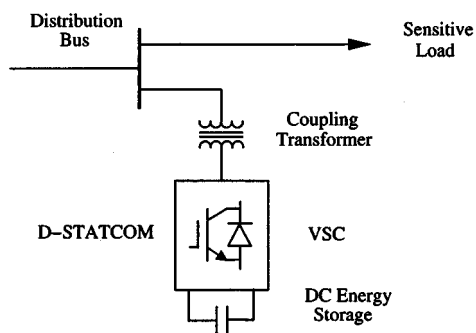 Distribution
Bus
Sensitive
Load
Coupling
Transformer
D-STATCOM
VSC
DC Energy
Storage